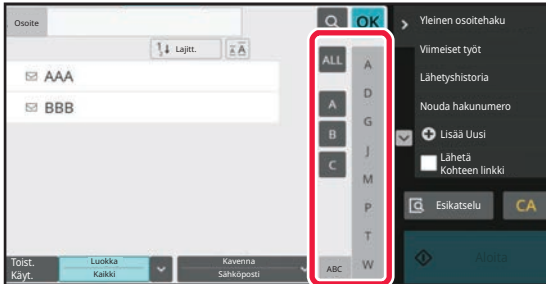 Osoite
OK
Lajitt.
AAA
BBB
ALL
A
B
C
ABC
A
D
G
J
M
P
T
W
Toist.
Käyt.
Luokka
Kaikki
Kavenna
Sähköposti
Yleinen osoitehaku
Viimeiset työt
Lähetyshistoria
Nouda hakunumero
Lisää Uusi
Lähetä
Kohteen linkki
Esikatselu
CA
Aloita